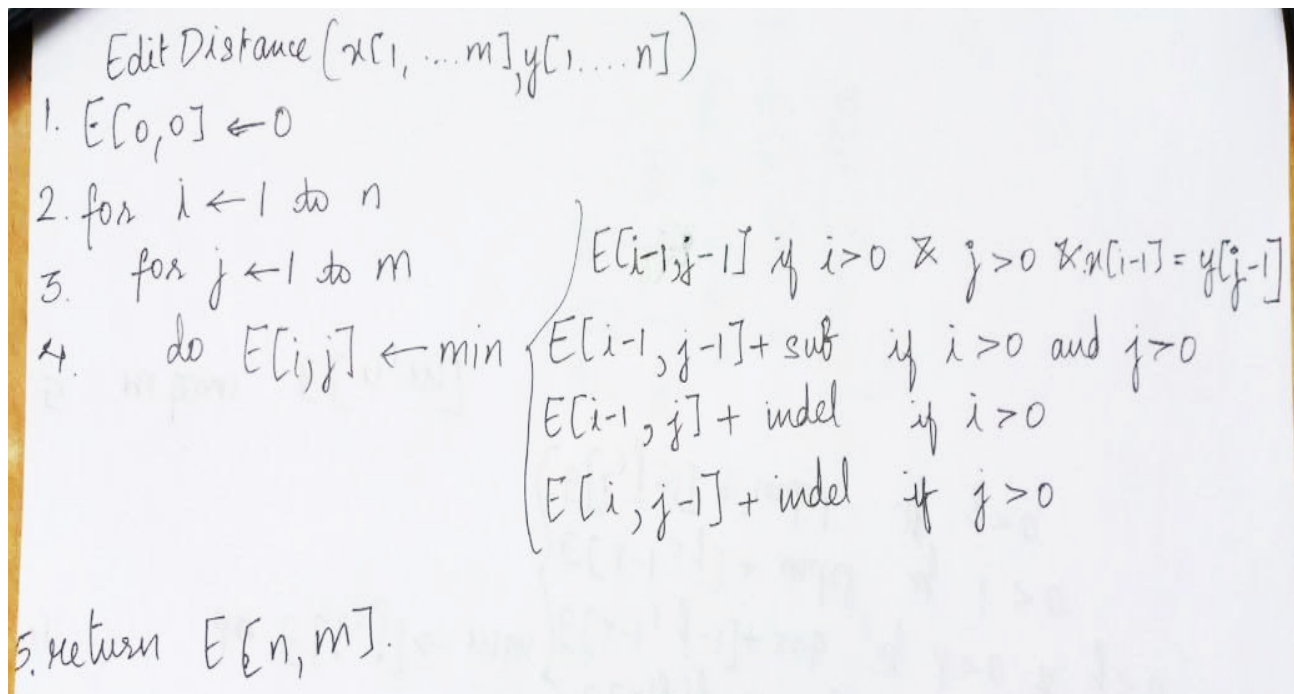 Edit Distance (x[1, .... m], y[1.... n])
1. E[0,0] ← 0
2. for i ← 1 to n
3. for j ← 1 to m
4. do E[i,j] ← min { E[i-1,j-1] if i>0 & j>0 & x[i-1] = y[j-1]
E[i-1, j-1] + sub if i>0 and j>0
E[i-1, j] + indel if i>0
E[i, j-1] + indel if j>0
5. return E[n, m].